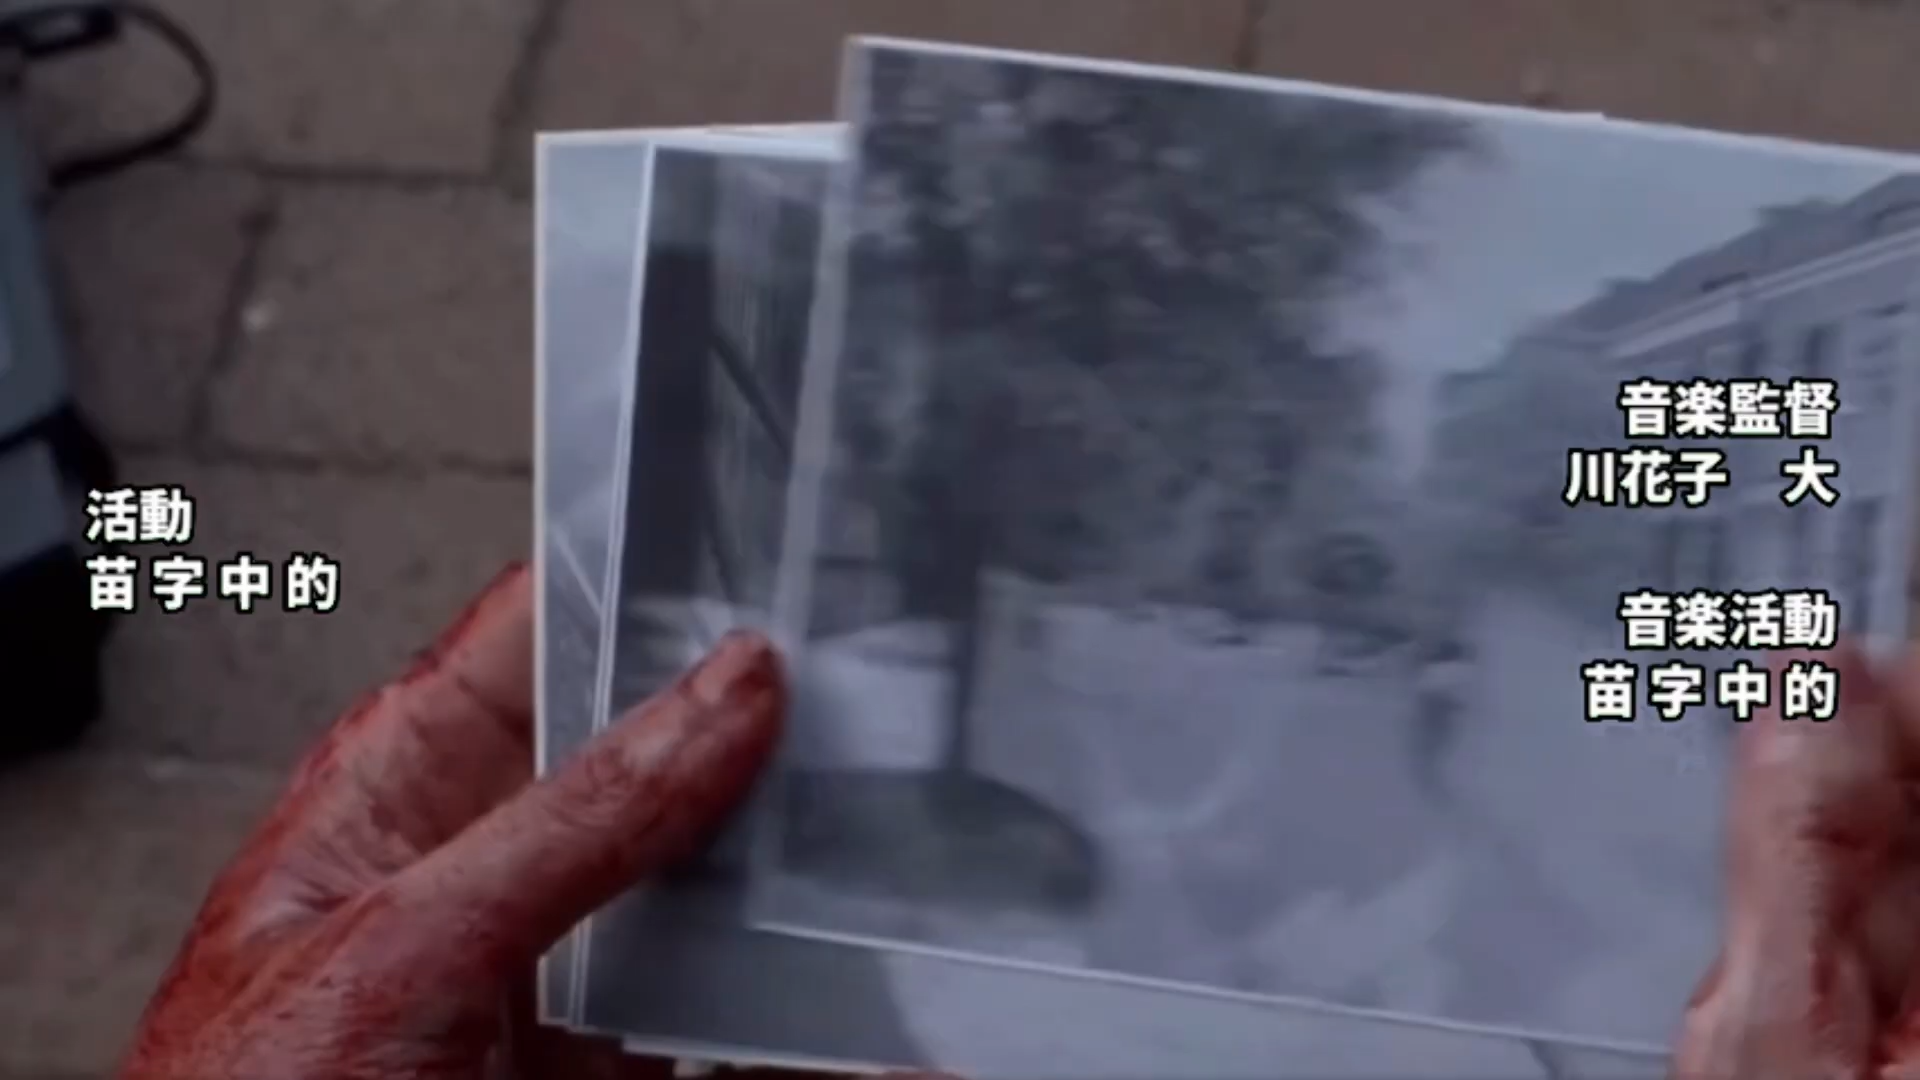 活動
苗字中的
音楽監督
川花子　大
音楽活動
苗字中的